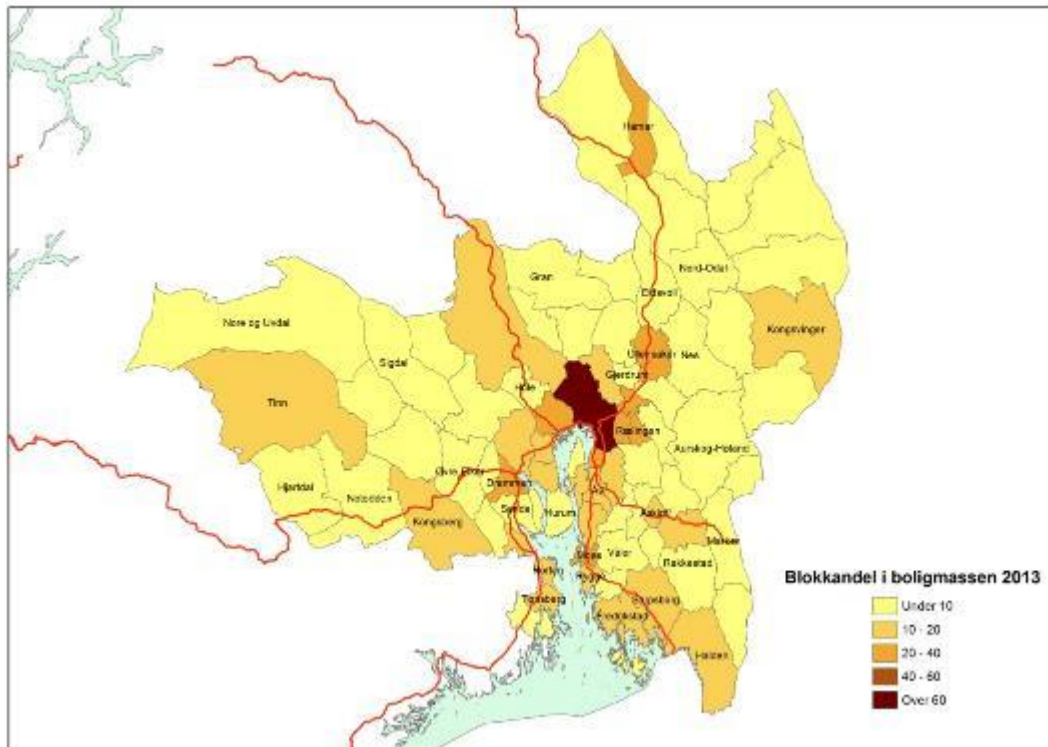 Hamar
Nord-Odal
Gran
Eidsvoll
Kongsvinger
Nore og Uvdal
Ullensaker
Nes
Sigdal
Gjerdrum
Hole
Tinn
Rælingen
Aurskog-Høland
Øvre Eiker
Hjartdal
Drammen
Ås
Notodden
Hurum
Askim
Kongsberg
Marker
Moss
Våler
Rakkestad
Rygge
Blokkandel i boligmassen 2013
Tønsberg
Sarpsborg
Fredrikstad
Under 10
10 - 20
Halden
20 - 40
40 - 60
Over 60